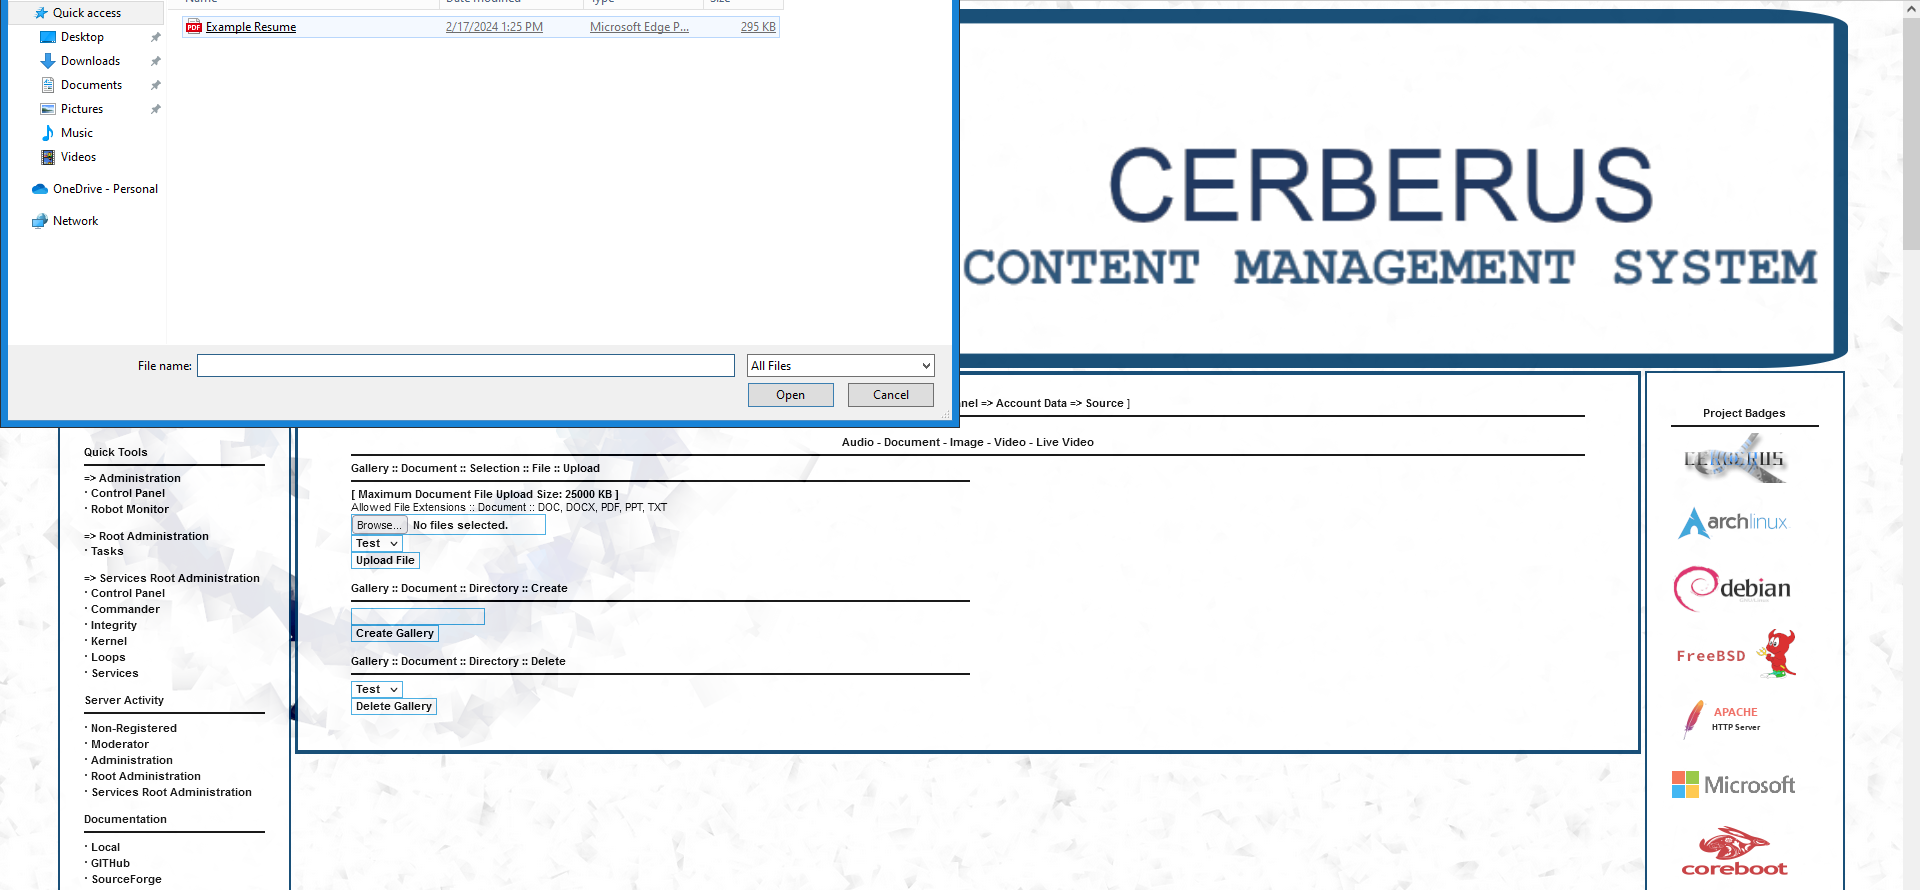 Name Date modified Type Size
Quick access
Example Resume 2/17/2024 1:25 PM Microsoft Edge P... 295 KB
Desktop
Downloads
Documents
Pictures
Music
Videos
OneDrive - Personal
Network
File name:
All Files
Open Cancel
CERBERUS
CONTENT MANAGEMENT SYSTEM
nel => Account Data => Source ]
Audio - Document - Image - Video - Live Video
Gallery :: Document :: Selection :: File :: Upload
[ Maximum Document File Upload Size: 25000 KB ]
Allowed File Extensions :: Document :: DOC, DOCX, PDF, PPT, TXT
Browse... No files selected.
Test
Upload File
Gallery :: Document :: Directory :: Create
Create Gallery
Gallery :: Document :: Directory :: Delete
Test
Delete Gallery
Quick Tools
=> Administration
· Control Panel
· Robot Monitor
=> Root Administration
· Tasks
=> Services Root Administration
· Control Panel
· Commander
· Integrity
· Kernel
· Loops
· Services
Server Activity
· Non-Registered
· Moderator
· Administration
· Root Administration
· Services Root Administration
Documentation
· Local
· GITHub
· SourceForge
Project Badges
CERBERUS
archlinux
debian
FreeBSD
APACHE
HTTP Server
Microsoft
coreboot